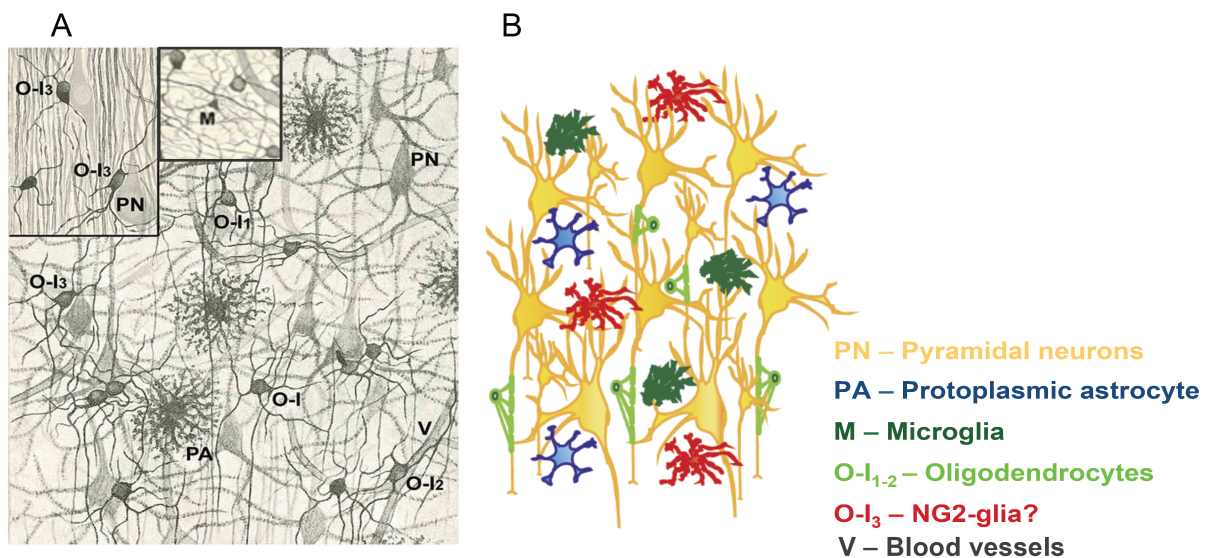 A
B
O-I3
M
O-I3
PN
PN
O-I1
O-I3
O-I
V
PA
O-I2
PN – Pyramidal neurons
PA – Protoplasmic astrocyte
M – Microglia
O-I1-2 – Oligodendrocytes
O-I3 – NG2-glia?
V – Blood vessels